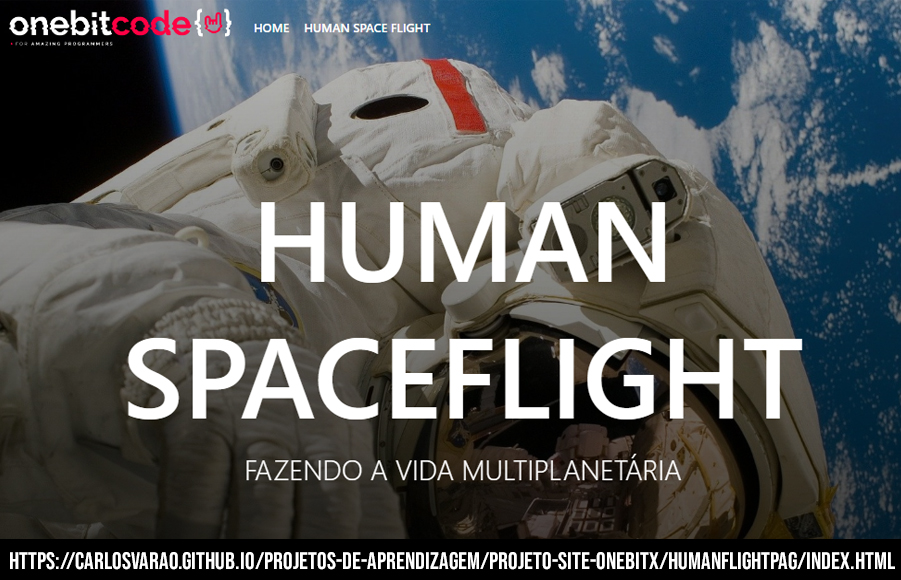 onebitcode{}
FOR AMAZING PROGRAMMERS
HOME HUMAN SPACE FLIGHT
HUMAN
SPACEFLIGHT
FAZENDO A VIDA MULTIPLANETÁRIA
HTTPS://CARLOSVARAO.GITHUB.IO/PROJETOS-DE-APRENDIZAGEM/PROJETO-SITE-ONEBITX/HUMANFLIGHTPAG/INDEX.HTML